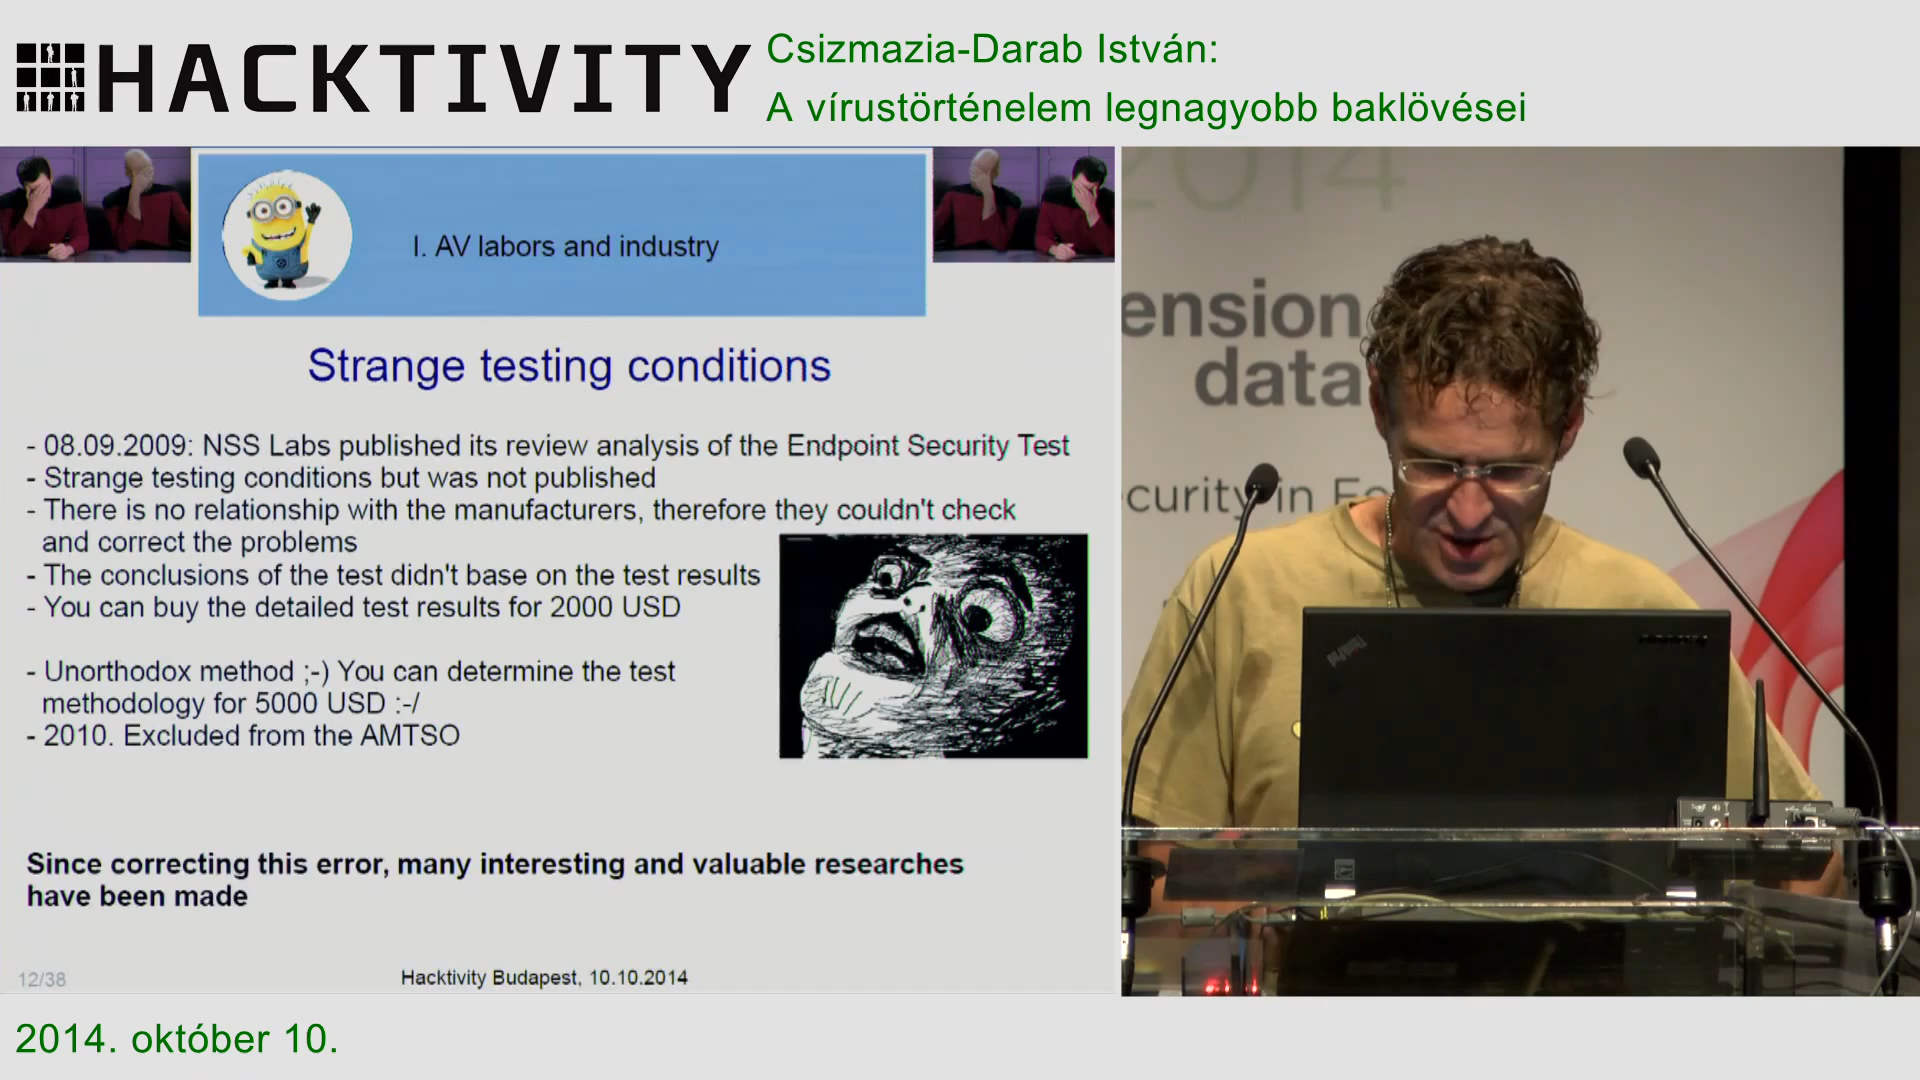 HACKTIVITY
Csizmazia-Darab István:
A vírustörténelem legnagyobb baklövései
I. AV labors and industry
Strange testing conditions
- 08.09.2009: NSS Labs published its review analysis of the Endpoint Security Test
- Strange testing conditions but was not published
- There is no relationship with the manufacturers, therefore they couldn't check
and correct the problems
- The conclusions of the test didn't base on the test results
- You can buy the detailed test results for 2000 USD
- Unorthodox method ;-) You can determine the test
methodology for 5000 USD :-/
- 2010. Excluded from the AMTSO
Since correcting this error, many interesting and valuable researches
have been made
12/38
Hacktivity Budapest, 10.10.2014
2014
ension
data
curity in
ThinkPad
2014. október 10.